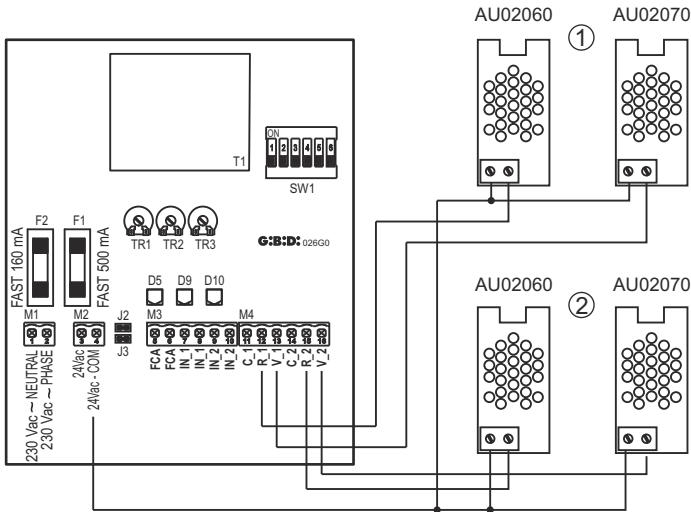 AU02060 1 AU02070
ON
1 2 3 4 5 6
T1
SW1
F2 F1
FAST 160 mA
FAST 500 mA
TR1 TR2 TR3
G:B:D: 026G0
D5 D9 D10
M1 M2 J2 M3 M4
J3
1 2 3 4 5 6 7 8 9 10 11 12 13 14 15 16
230 Vac ~ NEUTRAL
230 Vac ~ PHASE
24Vac
24Vac - COM
FCA
FCA
IN_1
IN_1
IN_2
IN_2
C_1
R_1
V_1
C_2
R_2
V_2
AU02060 2 AU02070